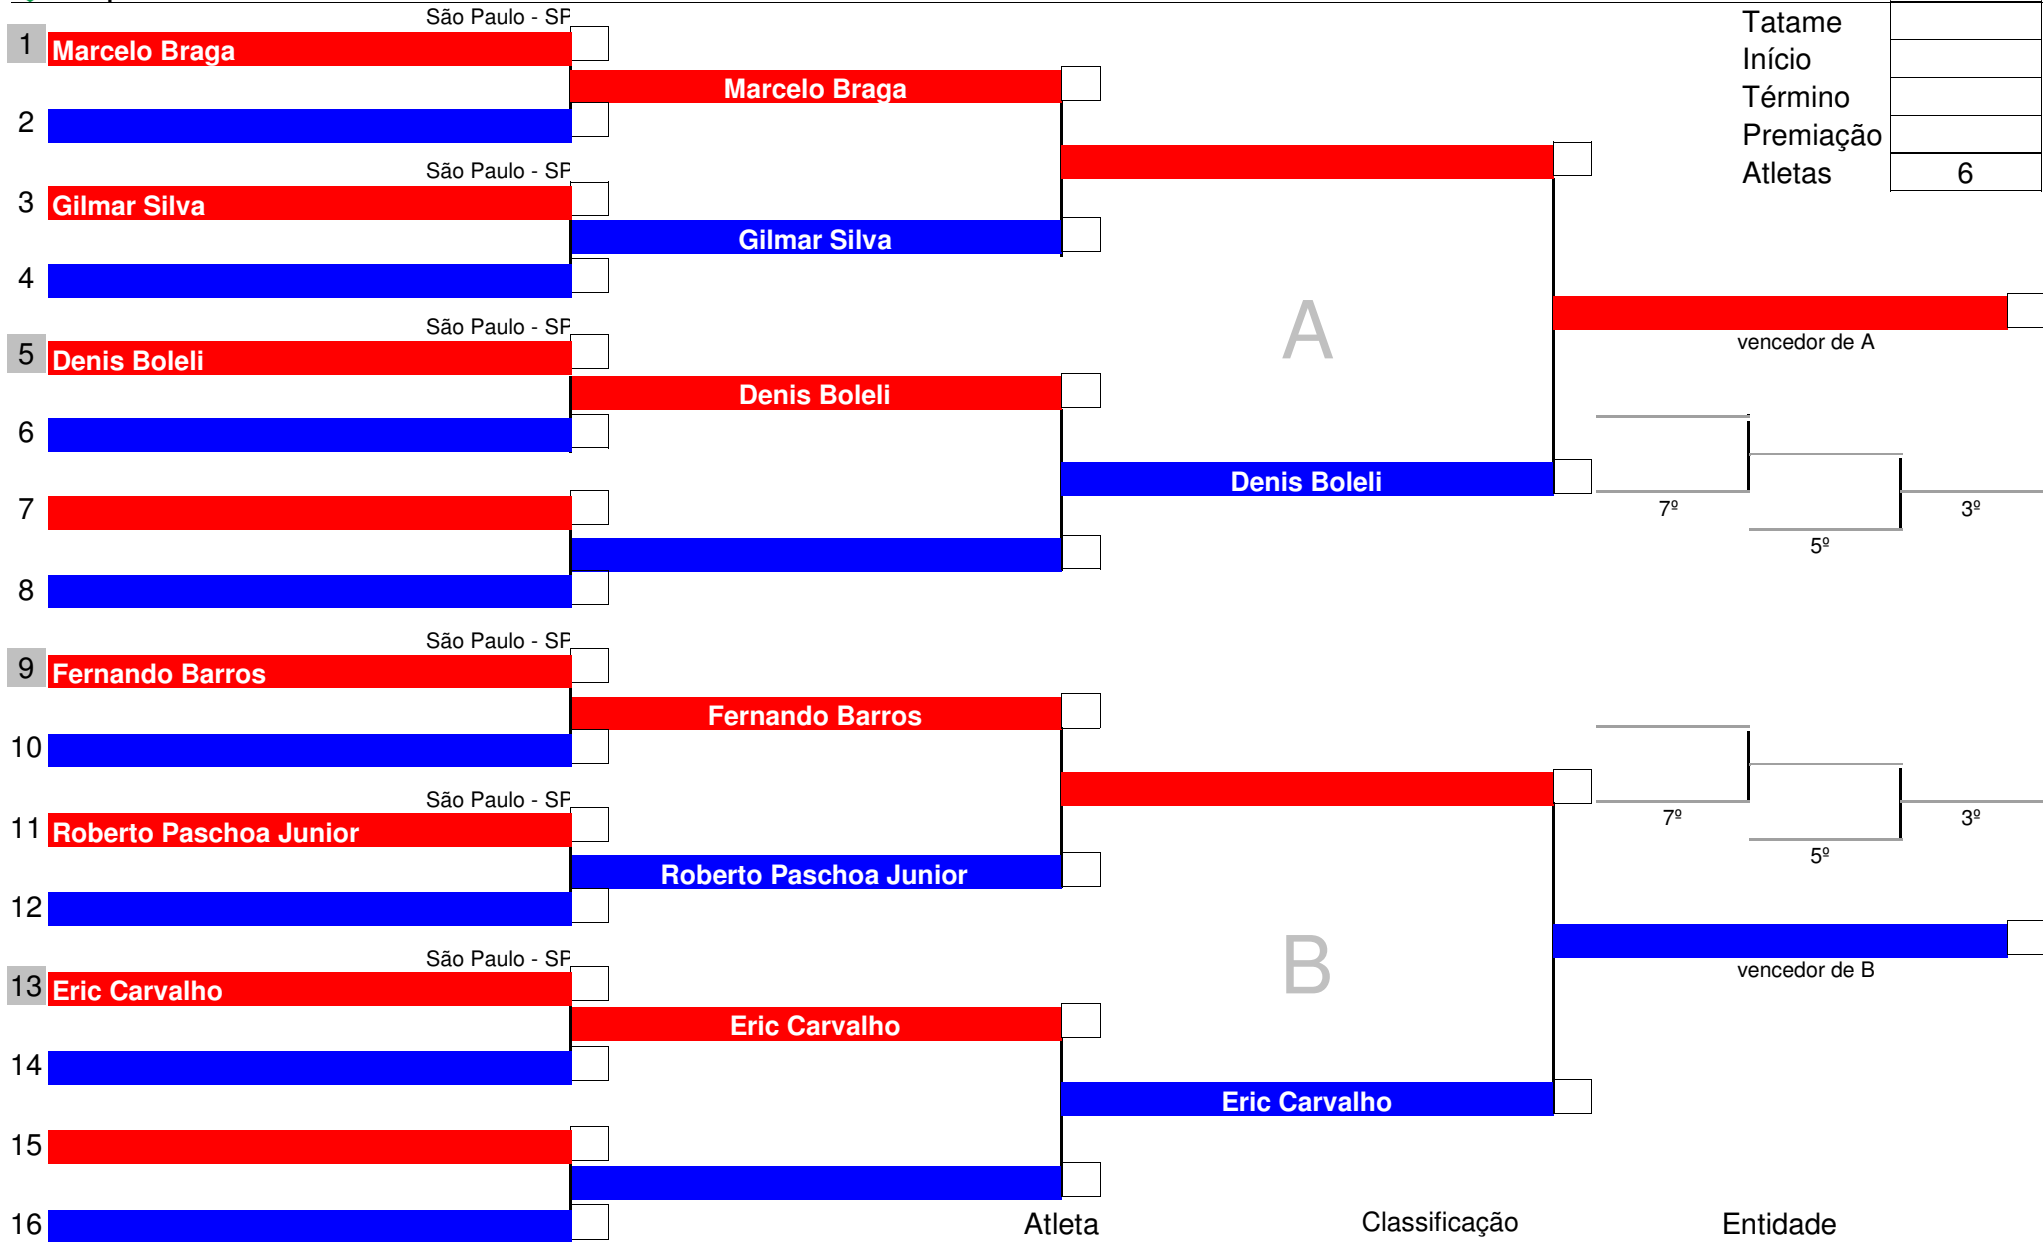 São Paulo - SP
Tatame
1 Marcelo Braga
Início
Marcelo Braga
Término
2
Premiação
São Paulo - SP
Atletas 6
3 Gilmar Silva
Gilmar Silva
4
A
São Paulo - SP
vencedor de A
5 Denis Boleli
Denis Boleli
6
Denis Boleli
7
7º 3º
5º
8
São Paulo - SP
9 Fernando Barros
Fernando Barros
10
São Paulo - SP
7º 3º
11 Roberto Paschoa Junior
5º
Roberto Paschoa Junior
12
São Paulo - SP
B
vencedor de B
13 Eric Carvalho
Eric Carvalho
14
Eric Carvalho
15
16
Atleta Classificação Entidade